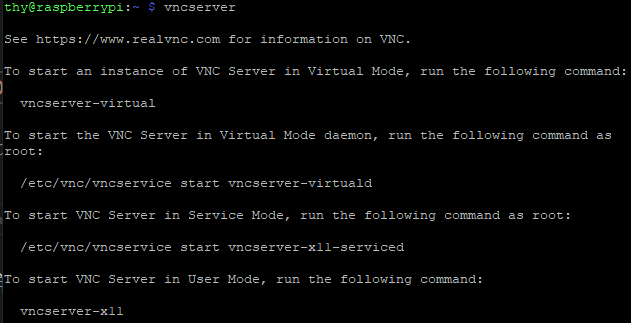 thy@raspberrypi:~ $ vncserver
See https://www.realvnc.com for information on VNC.
To start an instance of VNC Server in Virtual Mode, run the following command:
vncserver-virtual
To start the VNC Server in Virtual Mode daemon, run the following command as
root:
/etc/vnc/vncservice start vncserver-virtuald
To start VNC Server in Service Mode, run the following command as root:
/etc/vnc/vncservice start vncserver-x11-serviced
To start VNC Server in User Mode, run the following command:
vncserver-x11